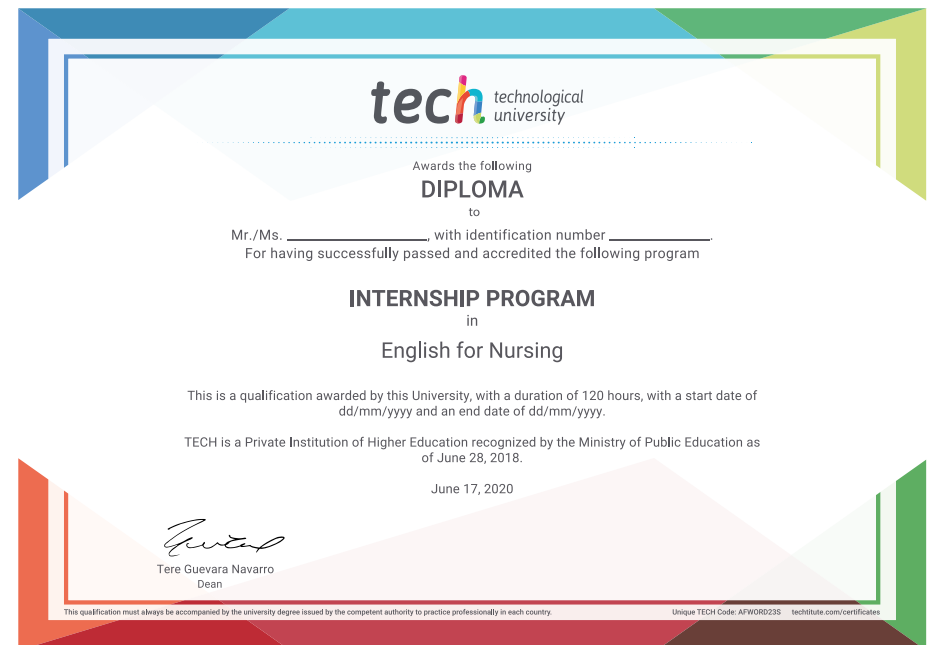 tech technological
university
Awards the following
DIPLOMA
to
Mr./Ms. ________________, with identification number ____________.
For having successfully passed and accredited the following program
INTERNSHIP PROGRAM
in
English for Nursing
This is a qualification awarded by this University, with a duration of 120 hours, with a start date of
dd/mm/yyyy and an end date of dd/mm/yyyy.
TECH is a Private Institution of Higher Education recognized by the Ministry of Public Education as
of June 28, 2018.
June 17, 2020
Tere Guevara Navarro
Dean
This qualification must always be accompanied by the university degree issued by the competent authority to practice professionally in each country.
Unique TECH Code: AFWORD23S techtitute.com/certificates